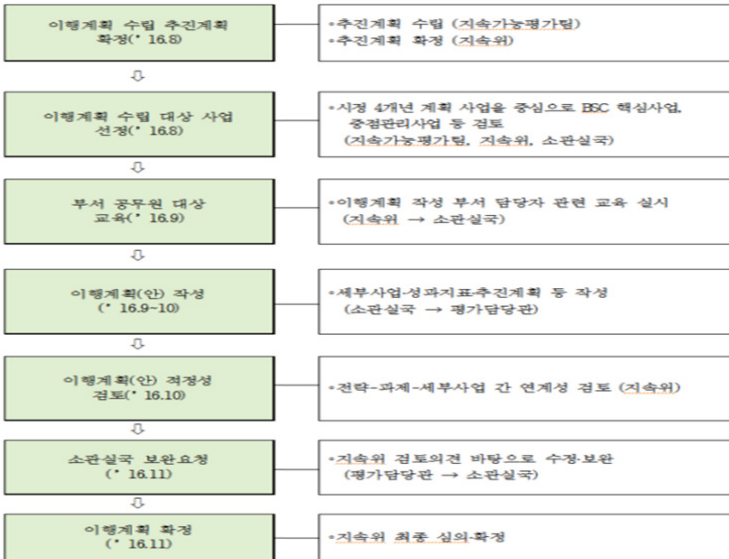 이행계획 수립 추진계획
확정(' 16.8)
•추진계획 수립 (지속가능평가팀)
•추진계획 확정 (지속위)
이행계획 수립 대상 사업
선정(' 16.8)
•시정 4개년 계획 사업을 중심으로 BSC 핵심사업,
중점관리사업 등 검토
(지속가능평가팀, 지속위, 소관실국)
부서 공무원 대상
교육(' 16.9)
•이행계획 작성 부서 담당자 관련 교육 실시
(지속위 → 소관실국)
이행계획(안) 작성
(' 16.9~10)
•세부사업·성과지표·추진계획 등 작성
(소관실국 → 평가담당관)
이행계획(안) 적정성
검토(' 16.10)
•전략-과제-세부사업 간 연계성 검토 (지속위)
소관실국 보완요청
(' 16.11)
•지속위 검토의견 바탕으로 수정·보완
(평가담당관 → 소관실국)
이행계획 확정
(' 16.11)
•지속위 최종 심의·확정